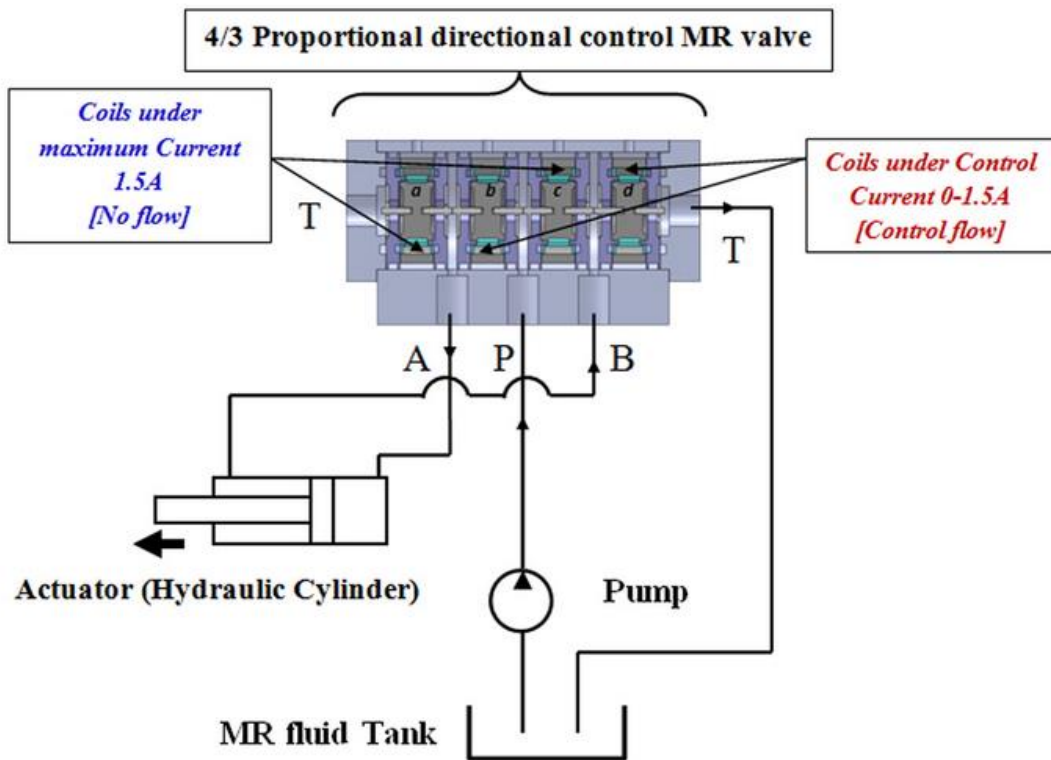 4/3 Proportional directional control MR valve
Coils under
maximum Current
1.5A
[No flow]
Coils under Control
Current 0-1.5A
[Control flow]
a
b
c
d
T
T
A
P
B
Actuator (Hydraulic Cylinder)
Pump
MR fluid Tank